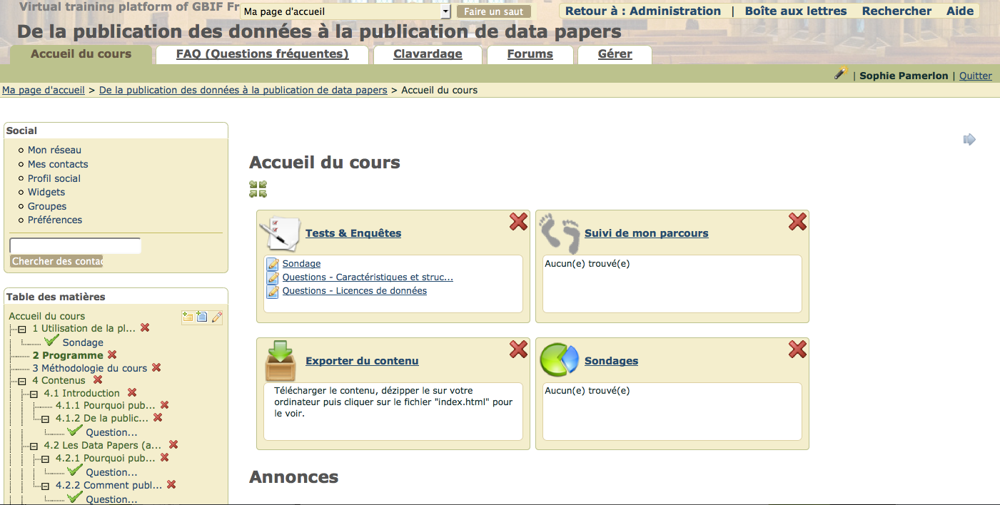 Virtual training platform of GBIF Fr
Ma page d'accueil
Faire un saut
Retour à : Administration | Boîte aux lettres Rechercher Aide
De la publication des données à la publication de data papers
Accueil du cours
FAQ (Questions fréquentes)
Clavardage
Forums
Gérer
| Sophie Pamerlon | Quitter
Ma page d'accueil > De la publication des données à la publication de data papers > Accueil du cours
Social
Mon réseau
Mes contacts
Profil social
Widgets
Groupes
Préférences
Chercher des contac
Table des matières
Accueil du cours
1 Utilisation de la pl...
Sondage
2 Programme
3 Méthodologie du cours
4 Contenus
4.1 Introduction
4.1.1 Pourquoi pub...
4.1.2 De la public...
Question...
4.2 Les Data Papers (a...
4.2.1 Pourquoi pub...
Question...
4.2.2 Comment publ...
Question...
Accueil du cours
Tests & Enquêtes
Sondage
Questions - Caractéristiques et struc...
Questions - Licences de données
Suivi de mon parcours
Aucun(e) trouvé(e)
Exporter du contenu
Télécharger le contenu, dézipper le sur votre
ordinateur puis cliquer sur le fichier "index.html" pour
le voir.
Sondages
Aucun(e) trouvé(e)
Annonces